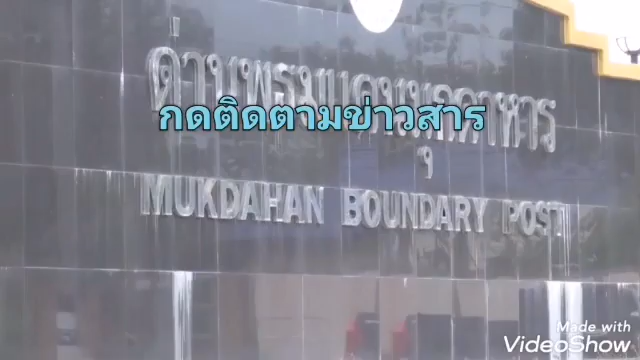 ด่านพรมแดนมุกดาหาร
กดติดตามข่าวสาร
MUKDAHAN BOUNDARY POST
Made with
VideoShow